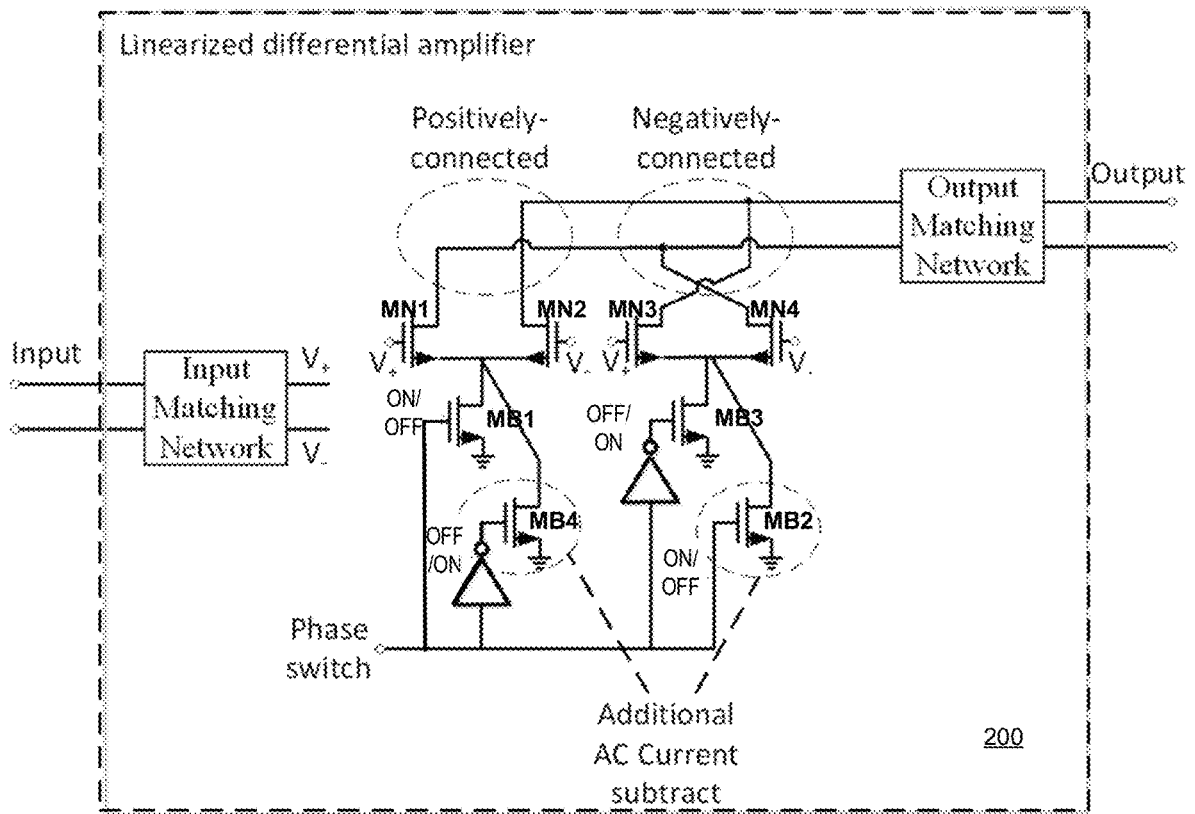 Linearized differential amplifier
Positively-
connected
Negatively-
connected
Output
Matching
Network
Output
MN1
MN2
MN3
MN4
V+
V-
V+
V-
Input
Input
Matching
Network
V+
V-
ON/
OFF
MB1
OFF/
ON
MB3
OFF
/ON
MB4
ON/
OFF
MB2
Phase
switch
Additional
AC Current
subtract
200